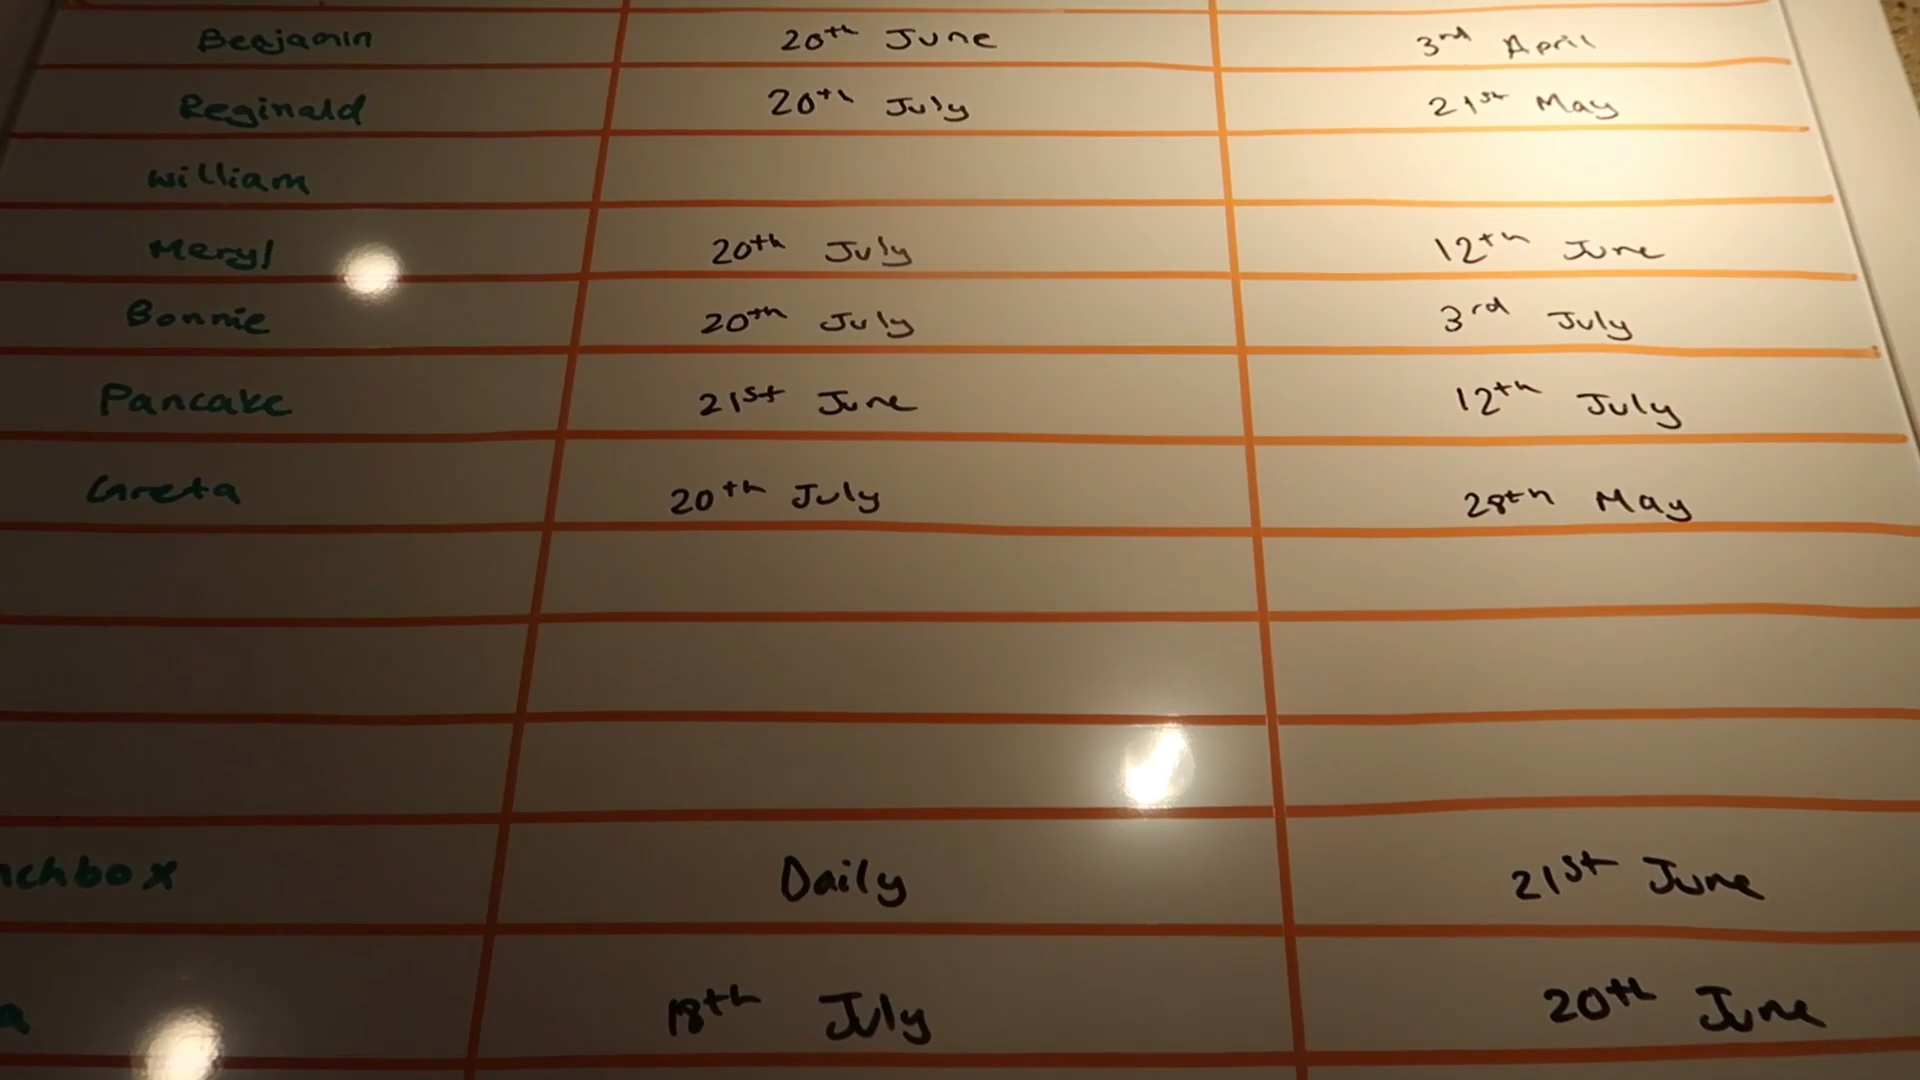 Benjamin 20th June 3rd April
Reginald 20th July 21st May
William
Meryl 20th July 12th June
Bonnie 20th July 3rd July
Pancake 21st June 12th July
Greta 20th July 28th May
Daily 21st June
18th July 20th June